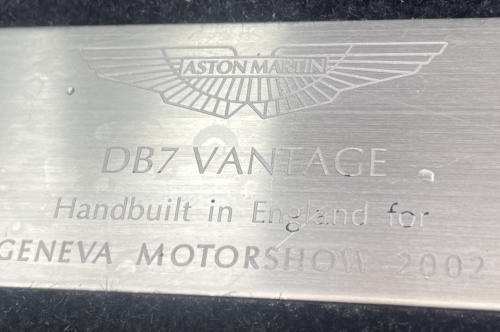 ASTON MARTIN
DB7 VANTAGE
Handbuilt in England for
GENEVA MOTORSHOW 2002